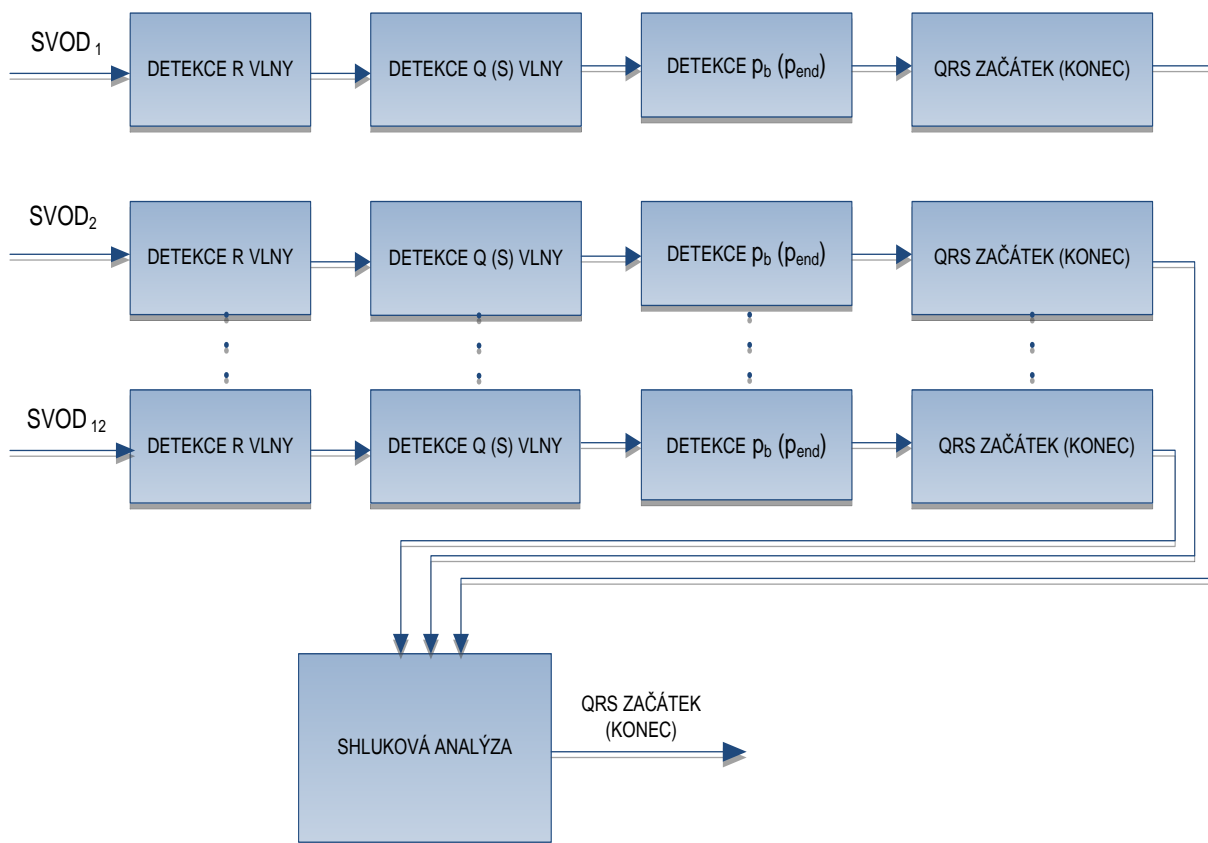 SVOD 1
DETEKCE R VLNY
DETEKCE Q (S) VLNY
DETEKCE pb (pend)
QRS ZAČÁTEK (KONEC)
SVOD2
DETEKCE R VLNY
DETEKCE Q (S) VLNY
DETEKCE pb (pend)
QRS ZAČÁTEK (KONEC)
SVOD 12
DETEKCE R VLNY
DETEKCE Q (S) VLNY
DETEKCE pb (pend)
QRS ZAČÁTEK (KONEC)
SHLUKOVÁ ANALÝZA
QRS ZAČÁTEK
(KONEC)